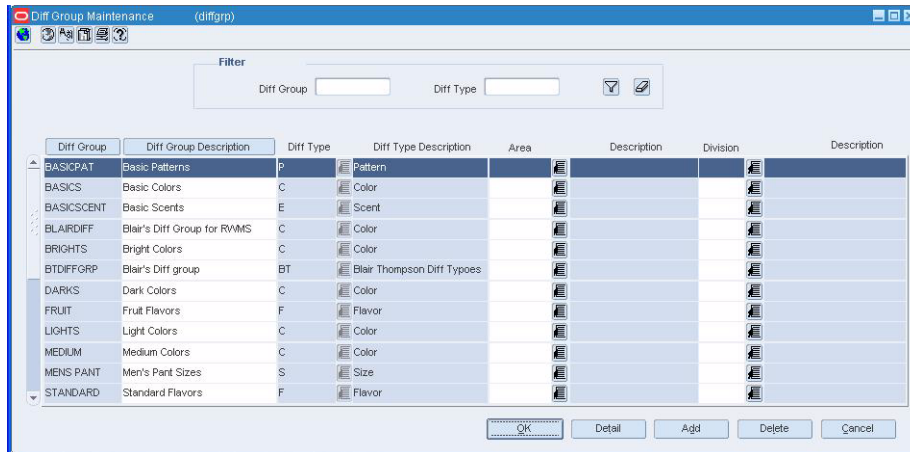 Diff Group Maintenance (diffgrp)
Filter
Diff Group Diff Type
Diff Group Diff Group Description Diff Type Diff Type Description Area Description Division Description
BASICPAT Basic Patterns P Pattern
BASICS Basic Colors C Color
BASICSCENT Basic Scents E Scent
BLAIRDIFF Blair's Diff Group for RWMS C Color
BRIGHTS Bright Colors C Color
BTDIFFGRP Blair's Diff group BT Blair Thompson Diff Typoes
DARKS Dark Colors C Color
FRUIT Fruit Flavors F Flavor
LIGHTS Light Colors C Color
MEDIUM Medium Colors C Color
MENS PANT Men's Pant Sizes S Size
STANDARD Standard Flavors F Flavor
OK Detail Add Delete Cancel